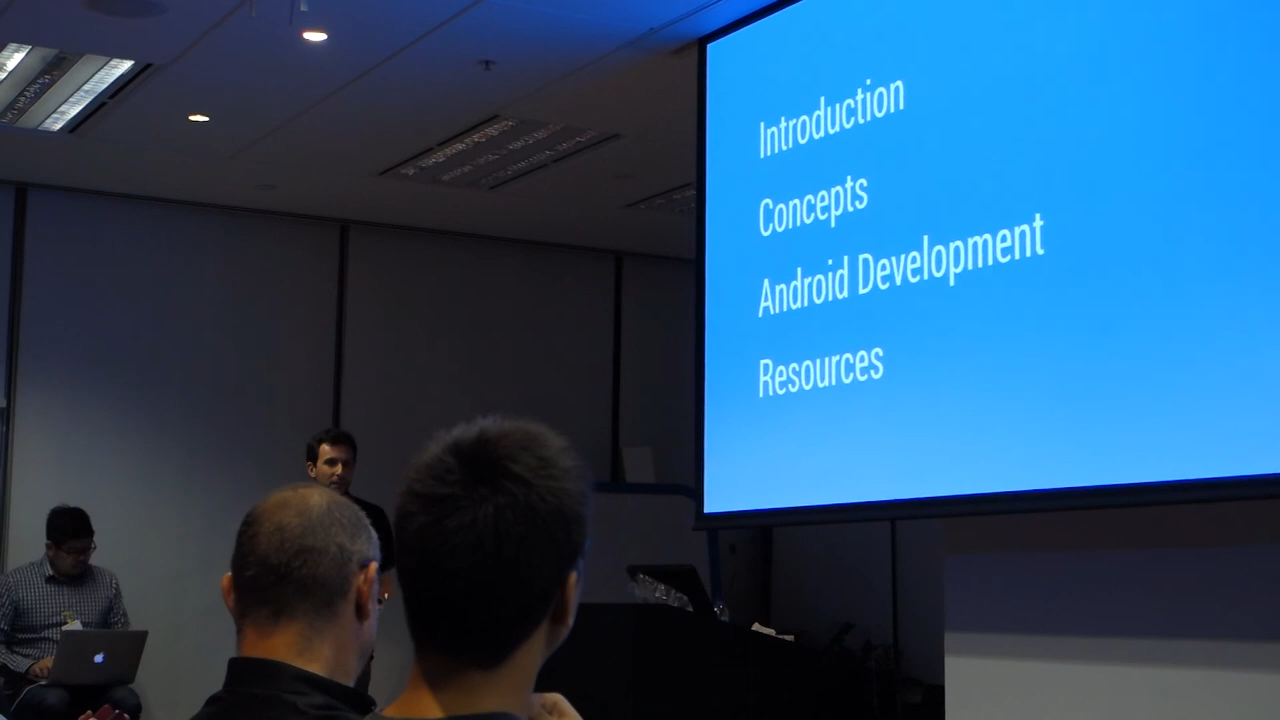 Introduction
Concepts
Android Development
Resources